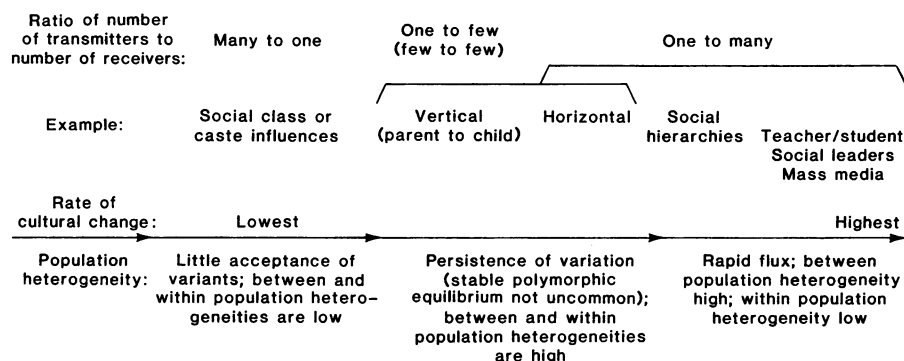 Ratio of number
of transmitters to
number of receivers:
Many to one
One to few
(few to few)
One to many
Example:
Social class or
caste influences
Vertical
(parent to child)
Horizontal
Social
hierarchies
Teacher/student
Social leaders
Mass media
Rate of
cultural change:
Lowest
Highest
Population
heterogeneity:
Little acceptance of
variants; between and
within population hetero-
geneities are low
Persistence of variation
(stable polymorphic
equilibrium not uncommon);
between and within
population heterogeneities
are high
Rapid flux; between
population heterogeneity
high; within population
heterogeneity low